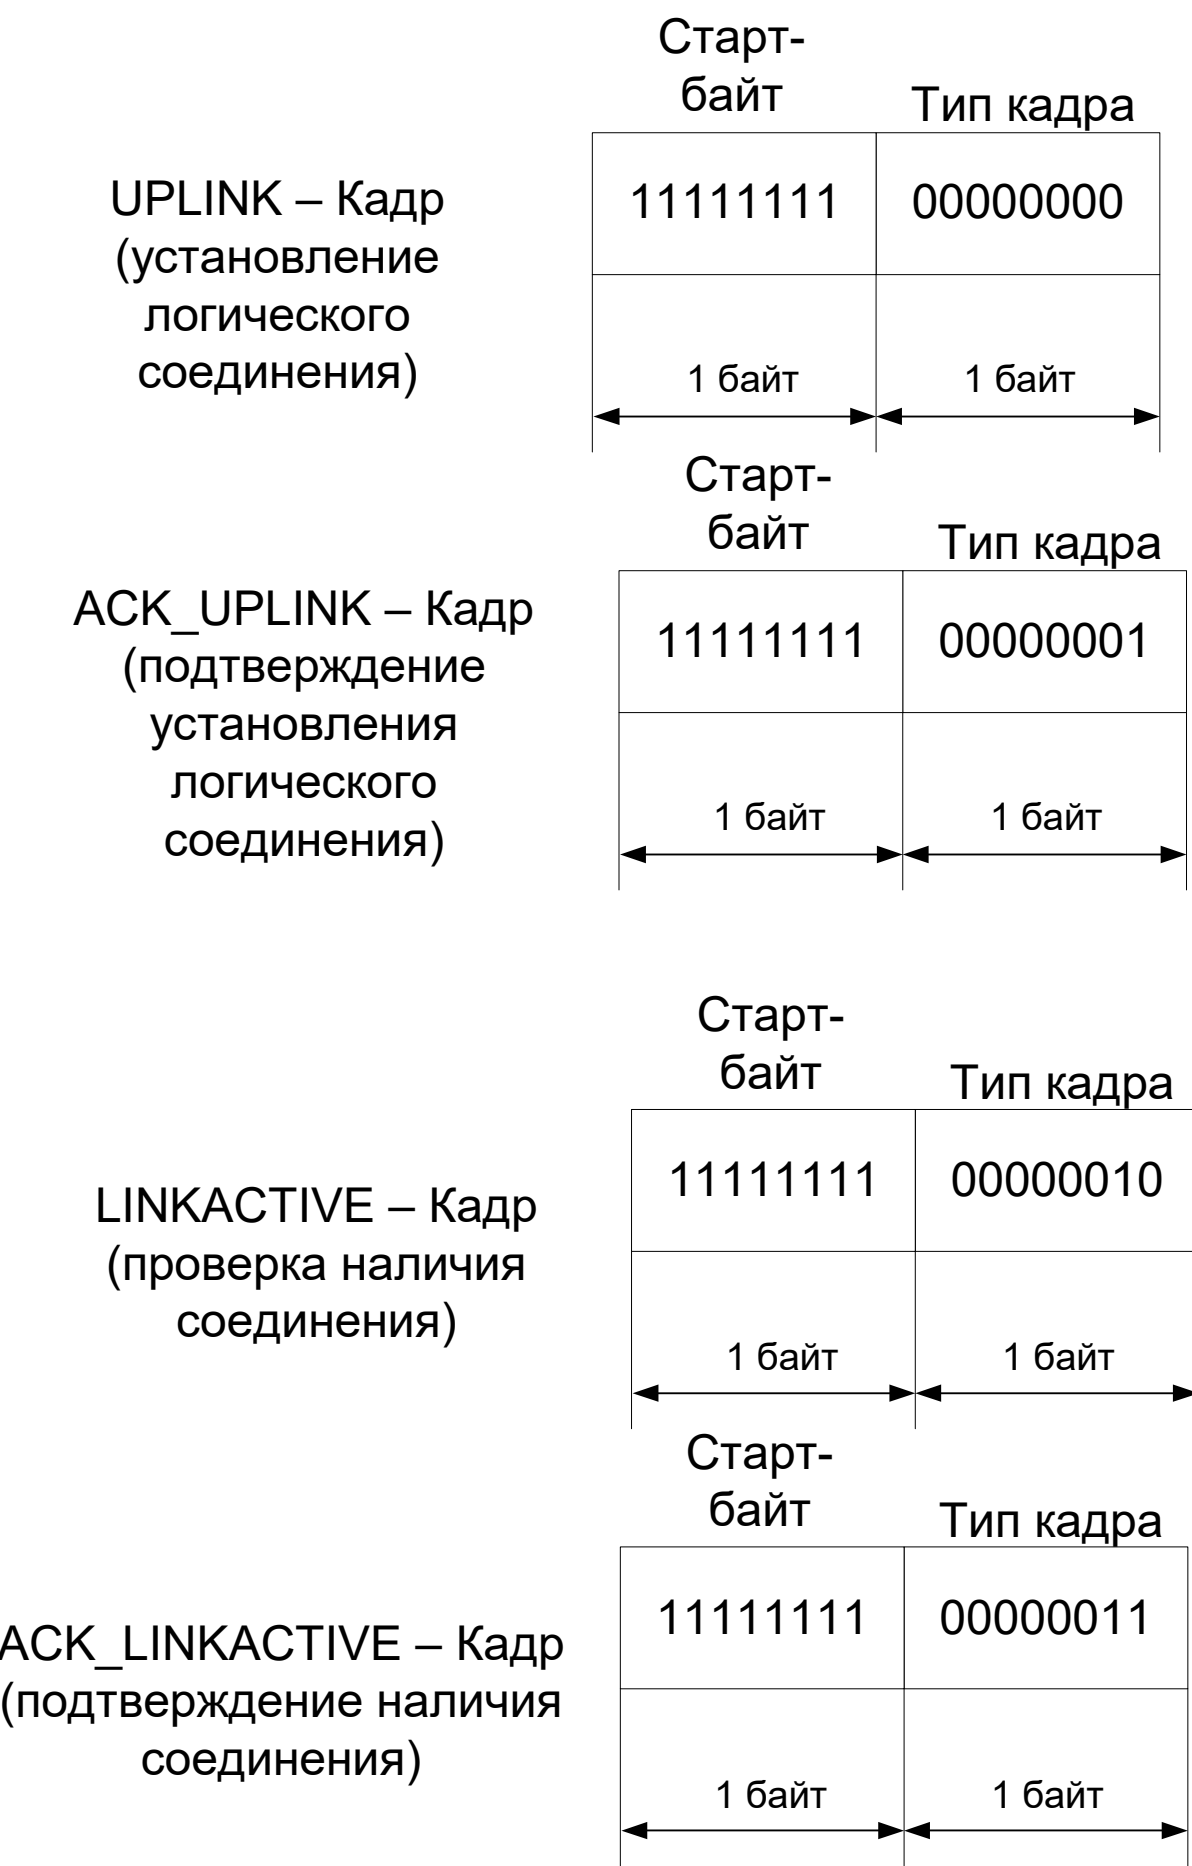 Старт-
байт
Тип кадра
UPLINK – Кадр
(установление
логического
соединения)
11111111
00000000
1 байт
1 байт
Старт-
байт
Тип кадра
ACK_UPLINK – Кадр
(подтверждение
установления
логического
соединения)
11111111
00000001
1 байт
1 байт
Старт-
байт
Тип кадра
LINKACTIVE – Кадр
(проверка наличия
соединения)
11111111
00000010
1 байт
1 байт
Старт-
байт
Тип кадра
ACK_LINKACTIVE – Кадр
(подтверждение наличия
соединения)
11111111
00000011
1 байт
1 байт